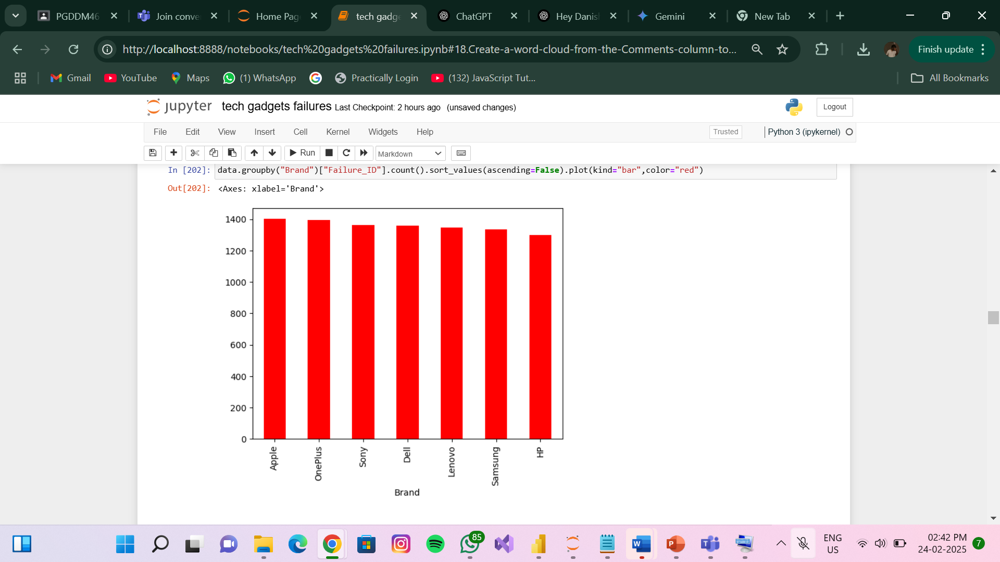 PGDDM46
Join conve
Home Pag
tech gadge
ChatGPT
Hey Danis
Gemini
New Tab
http://localhost:8888/notebooks/tech%20gadgets%20failures.ipynb#18.Create-a-word-cloud-from-the-Comments-column-to...
Finish update
Gmail
YouTube
Maps
(1) WhatsApp
Practically Login
(132) JavaScript Tut...
All Bookmarks
jupyter tech gadgets failures Last Checkpoint: 2 hours ago (unsaved changes)
Logout
File Edit View Insert Cell Kernel Widgets Help
Trusted
Python 3 (ipykernel)
Run
Markdown
In [202]: data.groupby("Brand")["Failure_ID"].count().sort_values(ascending=False).plot(kind="bar",color="red")
Out[202]: <Axes: xlabel='Brand'>
1400
1200
1000
800
600
400
200
0
Apple
OnePlus
Sony
Dell
Lenovo
Samsung
HP
Brand
85
ENG
US
02:42 PM
24-02-2025
7